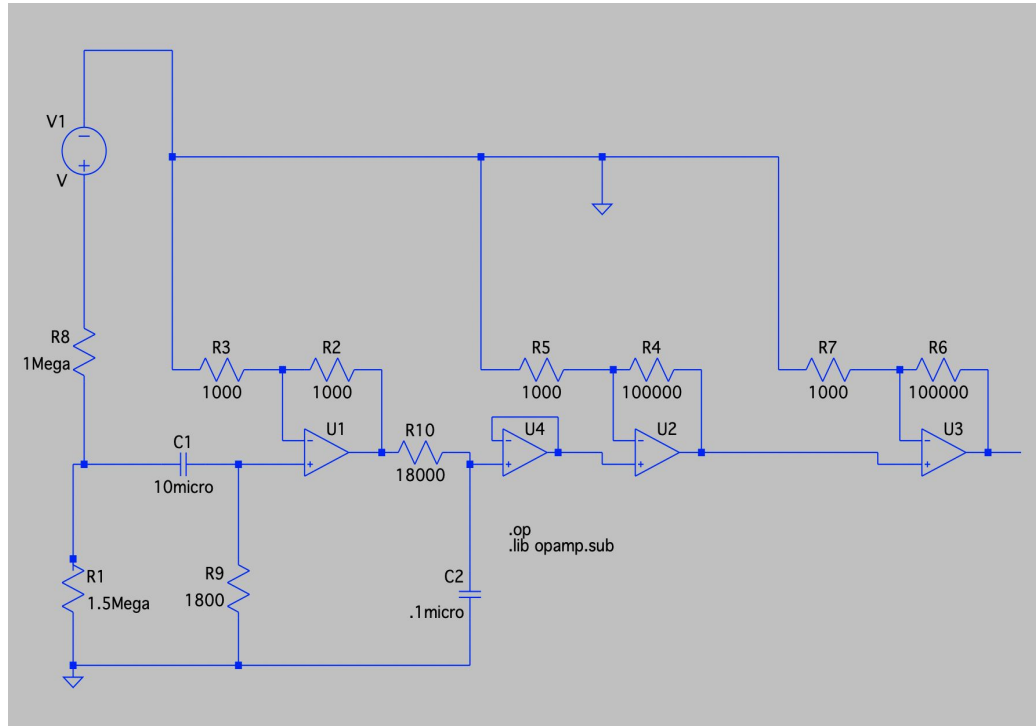 V1
V
R8
1Mega
R3
1000
R2
1000
R5
1000
R4
100000
R7
1000
R6
100000
U1
R10
18000
U4
U2
U3
C1
10micro
.op
.lib opamp.sub
R1
1.5Mega
R9
1800
C2
.1micro